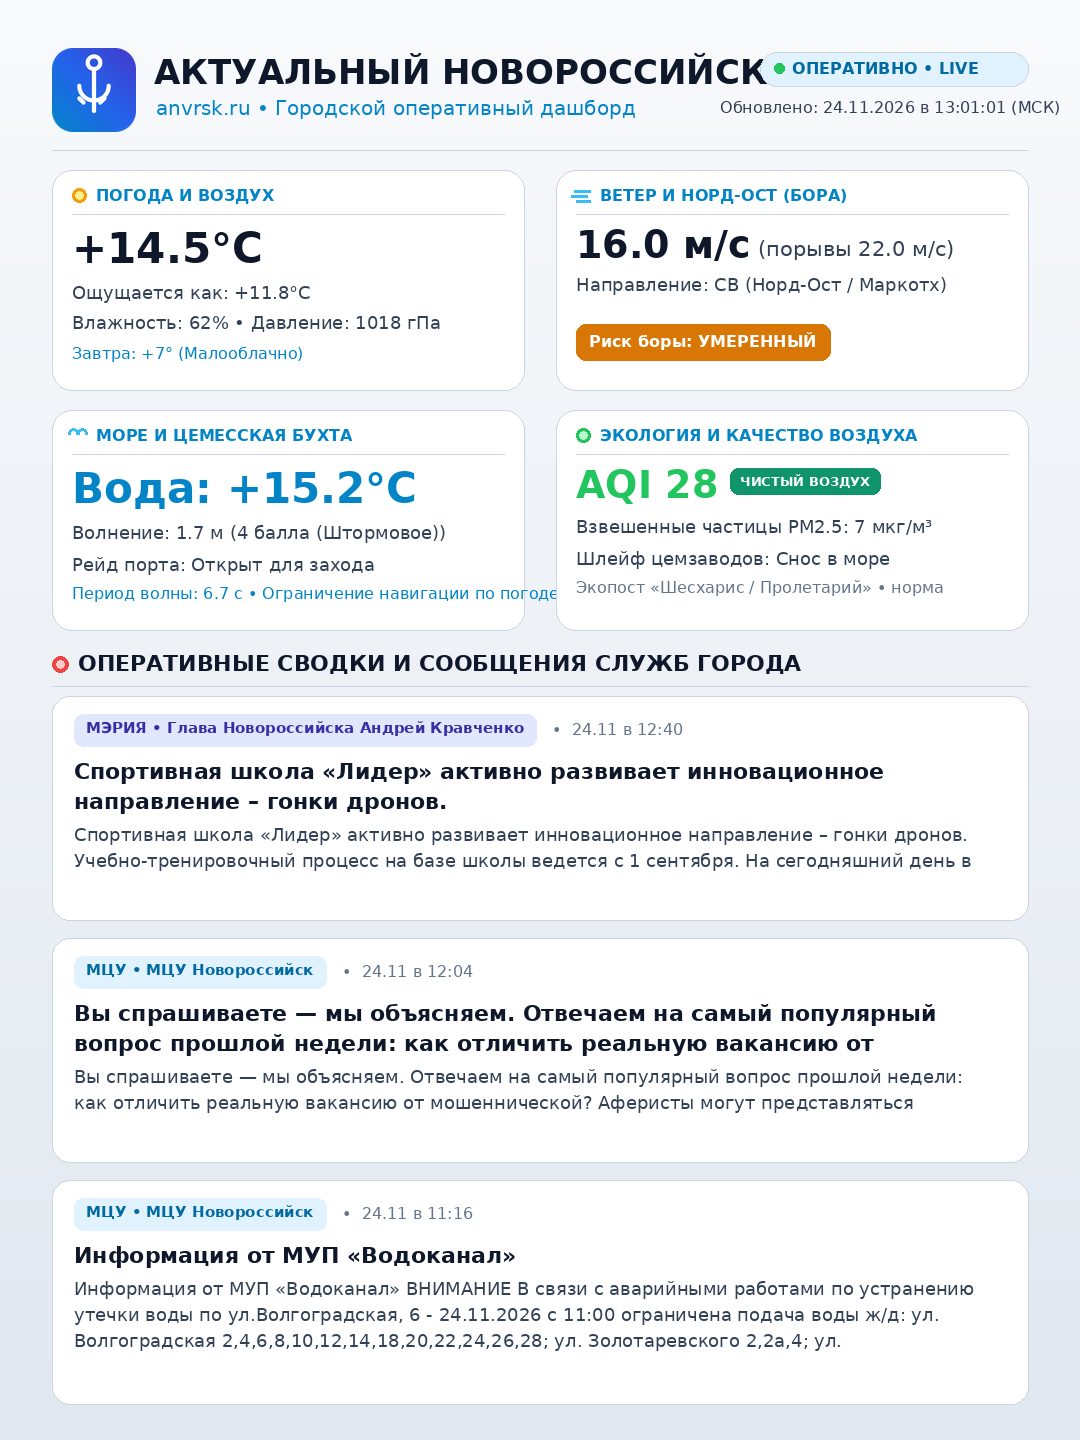 АКТУАЛЬНЫЙ НОВОРОССИЙСК
ОПЕРАТИВНО • LIVE
anvrsk.ru • Городской оперативный дашборд
Обновлено: 24.11.2026 в 13:01:01 (МСК)
ПОГОДА И ВОЗДУХ
+14.5°C
Ощущается как: +11.8°C
Влажность: 62% • Давление: 1018 гПа
Завтра: +7° (Малооблачно)
ВЕТЕР И НОРД-ОСТ (БОРА)
16.0 м/с (порывы 22.0 м/с)
Направление: СВ (Норд-Ост / Маркотх)
Риск боры: УМЕРЕННЫЙ
МОРЕ И ЦЕМЕССКАЯ БУХТА
Вода: +15.2°C
Волнение: 1.7 м (4 балла (Штормовое))
Рейд порта: Открыт для захода
Период волны: 6.7 с • Ограничение навигации по погоде
ЭКОЛОГИЯ И КАЧЕСТВО ВОЗДУХА
AQI 28 ЧИСТЫЙ ВОЗДУХ
Взвешенные частицы PM2.5: 7 мкг/м³
Шлейф цемзаводов: Снос в море
Экопост «Шесхарис / Пролетарий» • норма
ОПЕРАТИВНЫЕ СВОДКИ И СООБЩЕНИЯ СЛУЖБ ГОРОДА
МЭРИЯ • Глава Новороссийска Андрей Кравченко • 24.11 в 12:40
Спортивная школа «Лидер» активно развивает инновационное
направление – гонки дронов.
Спортивная школа «Лидер» активно развивает инновационное направление – гонки дронов.
Учебно-тренировочный процесс на базе школы ведется с 1 сентября. На сегодняшний день в
МЦУ • МЦУ Новороссийск • 24.11 в 12:04
Вы спрашиваете — мы объясняем. Отвечаем на самый популярный
вопрос прошлой недели: как отличить реальную вакансию от
Вы спрашиваете — мы объясняем. Отвечаем на самый популярный вопрос прошлой недели:
как отличить реальную вакансию от мошеннической? Аферисты могут представляться
МЦУ • МЦУ Новороссийск • 24.11 в 11:16
Информация от МУП «Водоканал»
Информация от МУП «Водоканал» ВНИМАНИЕ В связи с аварийными работами по устранению
утечки воды по ул.Волгоградская, 6 - 24.11.2026 с 11:00 ограничена подача воды ж/д: ул.
Волгоградская 2,4,6,8,10,12,14,18,20,22,24,26,28; ул. Золотаревского 2,2а,4; ул.